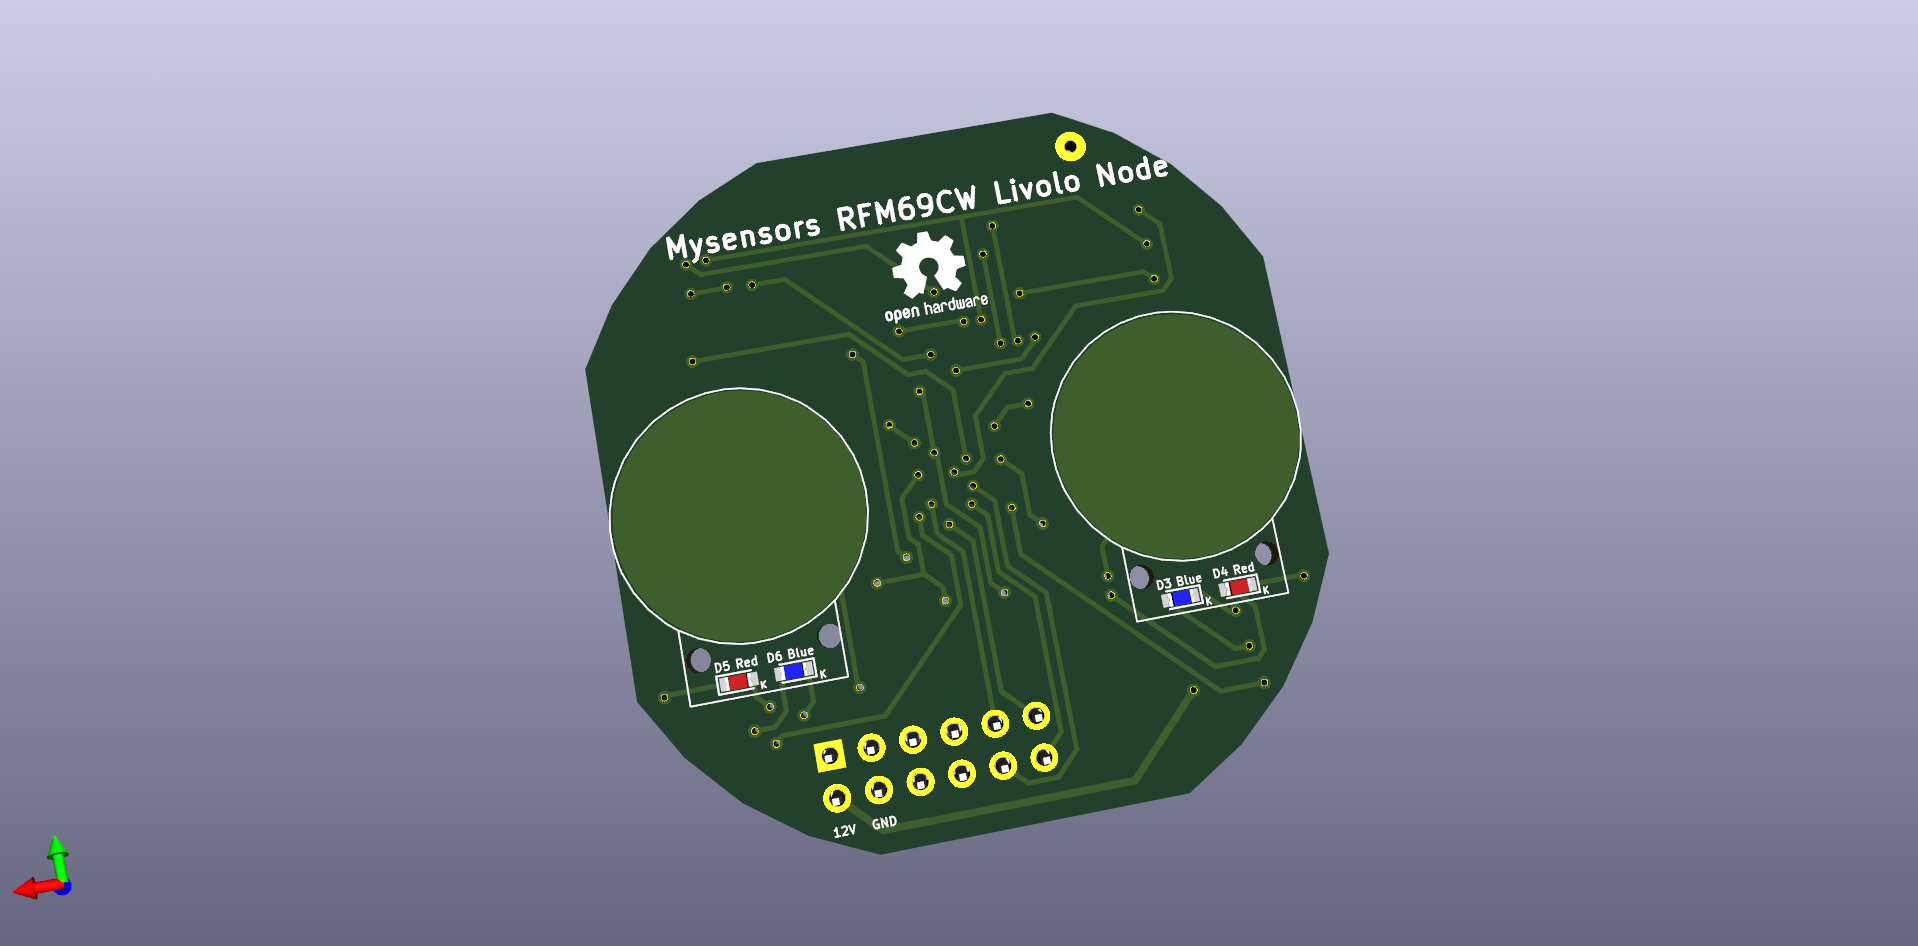 Mysensors RFM69CW Livolo Node
open hardware
D3 Blue
D4 Red
K
K
D5 Red
D6 Blue
K
K
12V
GND